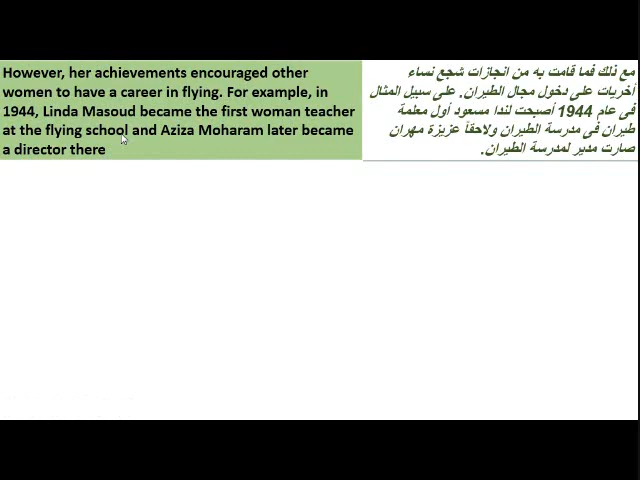 However, her achievements encouraged other
women to have a career in flying. For example, in
1944, Linda Masoud became the first woman teacher
at the flying school and Aziza Moharam later became
a director there
مع ذلك فما قامت به من انجازات شجع نساء
أخريات على دخول مجال الطيران. على سبيل المثال
فى عام 1944 أصبحت لندا مسعود أول معلمة
طيران فى مدرسة الطيران ولاحقاً عزيزة مهران
صارت مدير لمدرسة الطيران.